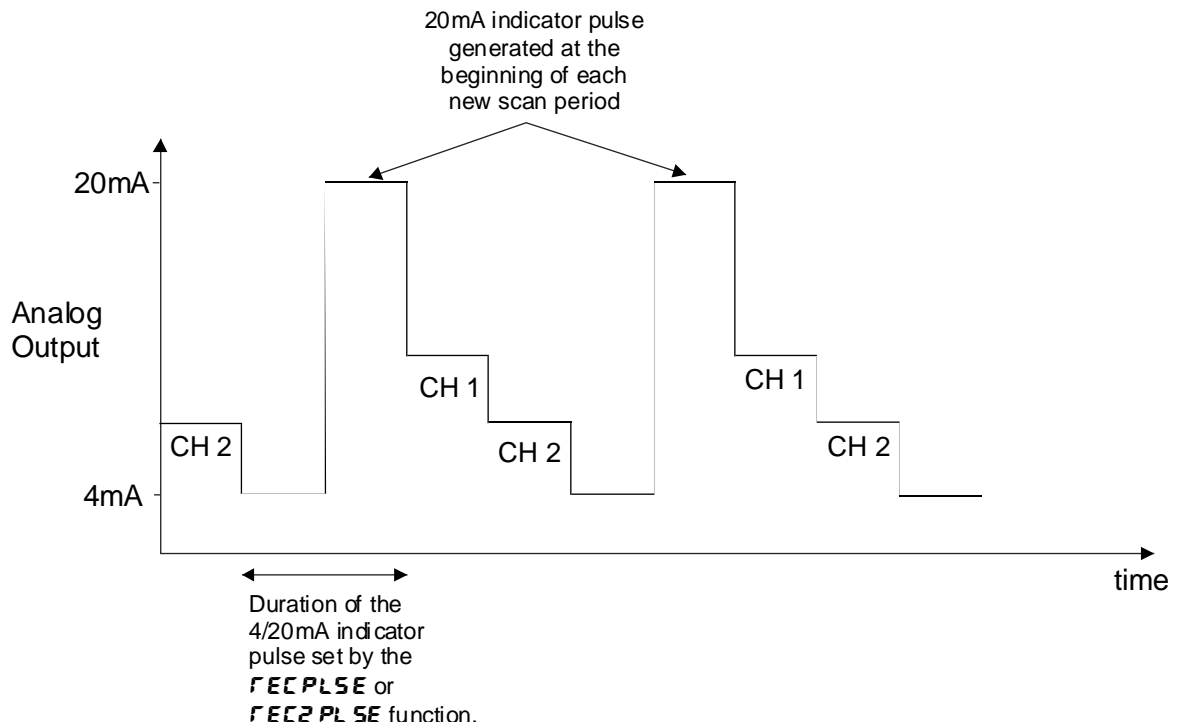 20mA indicator pulse
generated at the
beginning of each
new scan period
20mA
Analog
Output
CH 1
CH 1
CH 2
CH 2
CH 2
4mA
time
Duration of the
4/20mA indicator
pulse set by the
rECPLSE or
rEC2 PLSE function.